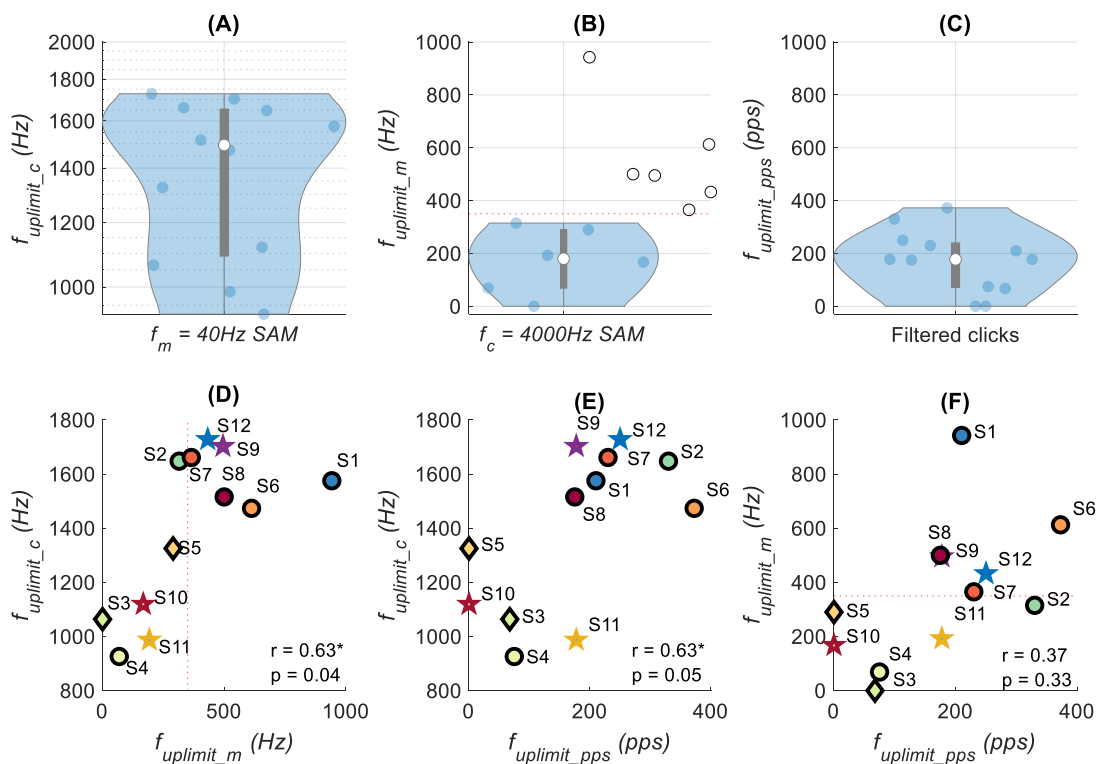 (A)
2000
1800
1600
1400
1200
1000
f_uplimit_c (Hz)
f_m = 40Hz SAM
(B)
1000
800
600
400
200
0
f_uplimit_m (Hz)
f_c = 4000Hz SAM
(C)
1000
800
600
400
200
0
f_uplimit_pps (pps)
Filtered clicks
(D)
1800
1600
1400
1200
1000
800
f_uplimit_c (Hz)
S12
S2
S9
S7
S8
S1
S6
S5
S3
S10
S11
S4
r = 0.63*
p = 0.04
0
500
1000
f_uplimit_m (Hz)
(E)
1800
1600
1400
1200
1000
800
f_uplimit_c (Hz)
S9
S12
S7
S2
S1
S8
S6
S5
S10
S3
S11
S4
r = 0.63*
p = 0.05
0
200
400
f_uplimit_pps (pps)
(F)
1000
800
600
400
200
0
f_uplimit_m (Hz)
S1
S6
S8
S9
S12
S7
S2
S5
S11
S10
S4
S3
r = 0.37
p = 0.33
0
200
400
f_uplimit_pps (pps)